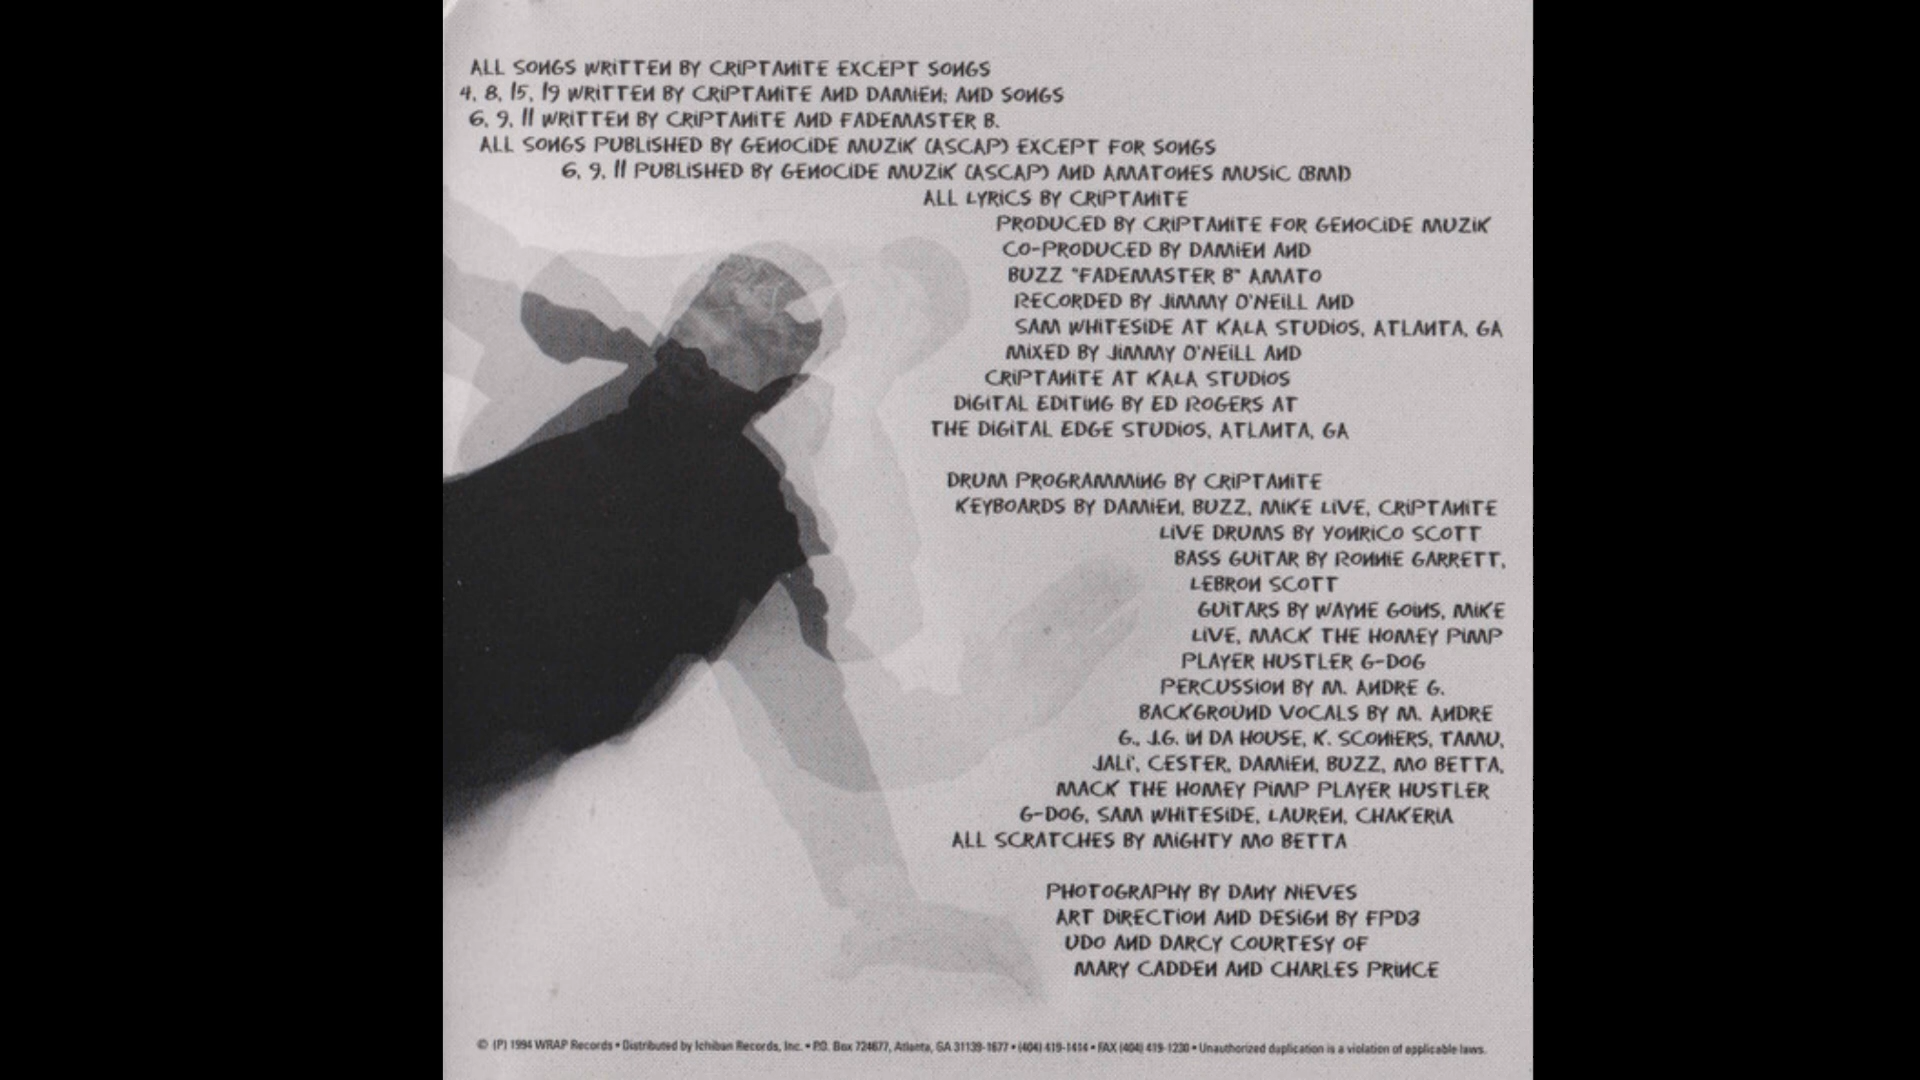 ALL SONGS WRITTEN BY CRIPTANITE EXCEPT SONGS
4, 8, 15, 19 WRITTEN BY CRIPTANITE AND DAMIEN; AND SONGS
6, 9, 11 WRITTEN BY CRIPTANITE AND FADEMASTER B.
ALL SONGS PUBLISHED BY GENOCIDE MUZIK (ASCAP) EXCEPT FOR SONGS
6, 9, 11 PUBLISHED BY GENOCIDE MUZIK (ASCAP) AND AMATONES MUSIC (BMI)
ALL LYRICS BY CRIPTANITE
PRODUCED BY CRIPTANITE FOR GENOCIDE MUZIK
CO-PRODUCED BY DAMIEN AND
BUZZ "FADEMASTER B" AMATO
RECORDED BY JIMMY O'NEILL AND
SAM WHITESIDE AT KALA STUDIOS, ATLANTA, GA
MIXED BY JIMMY O'NEILL AND
CRIPTANITE AT KALA STUDIOS
DIGITAL EDITING BY ED ROGERS AT
THE DIGITAL EDGE STUDIOS, ATLANTA, GA
DRUM PROGRAMMING BY CRIPTANITE
KEYBOARDS BY DAMIEN, BUZZ, MIKE LIVE, CRIPTANITE
LIVE DRUMS BY YONRICO SCOTT
BASS GUITAR BY RONNIE GARRETT,
LEBRON SCOTT
GUITARS BY WAYNE GOINS, MIKE
LIVE, MACK THE HOMEY PIMP
PLAYER HUSTLER G-DOG
PERCUSSION BY M. ANDRE G.
BACKGROUND VOCALS BY M. ANDRE
G., J.G. IN DA HOUSE, K. SCONIERS, TAMU,
JALI', CESTER, DAMIEN, BUZZ, MO BETTA,
MACK THE HOMEY PIMP PLAYER HUSTLER
G-DOG, SAM WHITESIDE, LAUREN, CHAKERIA
ALL SCRATCHES BY MIGHTY MO BETTA
PHOTOGRAPHY BY DANY NIEVES
ART DIRECTION AND DESIGN BY FPD3
UDO AND DARCY COURTESY OF
MARY CADDEN AND CHARLES PRINCE
© (P) 1994 WRAP Records • Distributed by Ichiban Records, Inc. • P.O. Box 724677, Atlanta, GA 31139-1677 • (404) 419-1414 • FAX (404) 419-1230 • Unauthorized duplication is a violation of applicable laws.